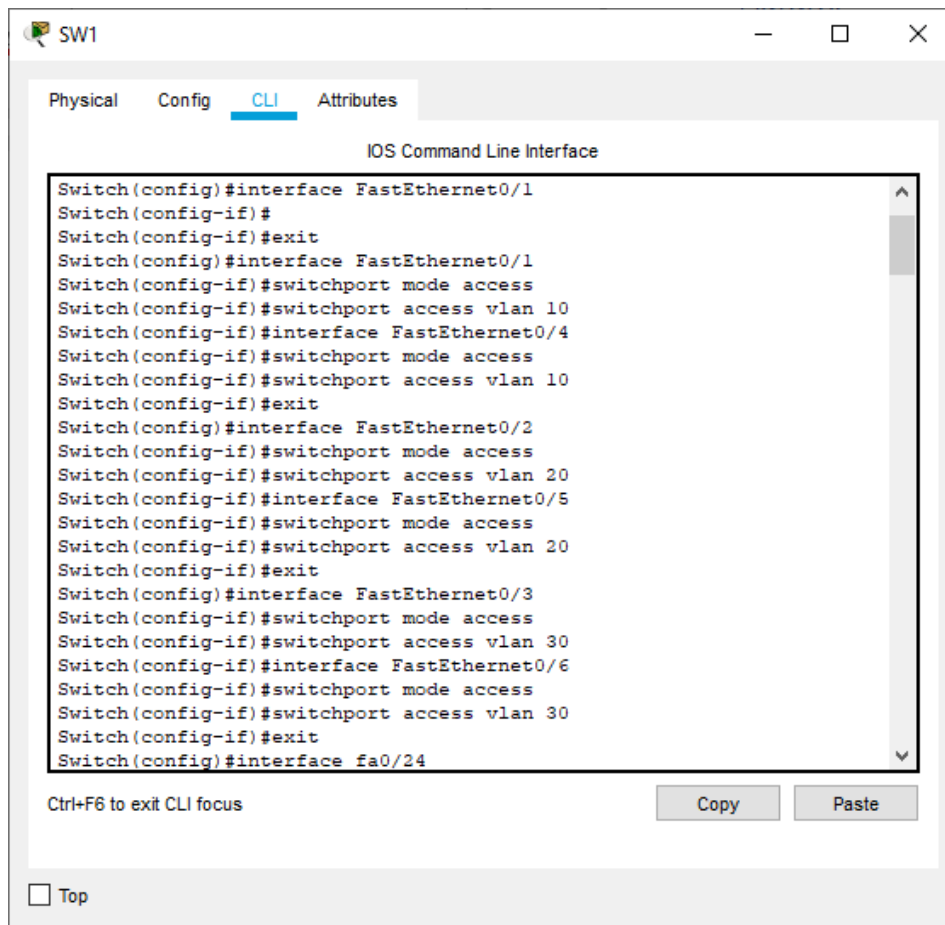 SW1
Physical Config CLI Attributes
IOS Command Line Interface
Switch(config)#interface FastEthernet0/1
Switch(config-if)#
Switch(config-if)#exit
Switch(config)#interface FastEthernet0/1
Switch(config-if)#switchport mode access
Switch(config-if)#switchport access vlan 10
Switch(config-if)#interface FastEthernet0/4
Switch(config-if)#switchport mode access
Switch(config-if)#switchport access vlan 10
Switch(config-if)#exit
Switch(config)#interface FastEthernet0/2
Switch(config-if)#switchport mode access
Switch(config-if)#switchport access vlan 20
Switch(config-if)#interface FastEthernet0/5
Switch(config-if)#switchport mode access
Switch(config-if)#switchport access vlan 20
Switch(config-if)#exit
Switch(config)#interface FastEthernet0/3
Switch(config-if)#switchport mode access
Switch(config-if)#switchport access vlan 30
Switch(config-if)#interface FastEthernet0/6
Switch(config-if)#switchport mode access
Switch(config-if)#switchport access vlan 30
Switch(config-if)#exit
Switch(config)#interface fa0/24
Ctrl+F6 to exit CLI focus Copy Paste
Top